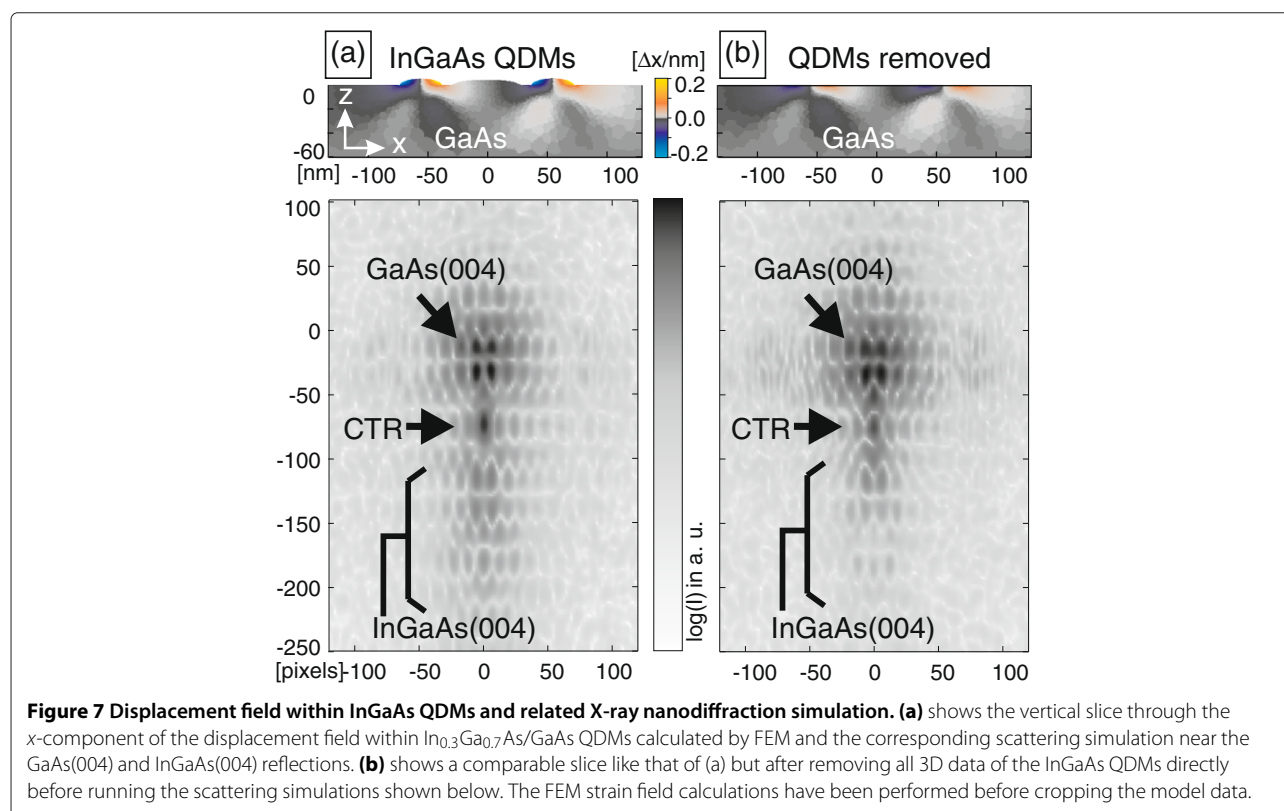 (a) InGaAs QDMs [Δx/nm] (b) QDMs removed
0.2
0.0
-0.2
0
-60
z
x
GaAs
GaAs
[nm] -100 -50 0 50 100
-100 -50 0 50 100
100
50
0
-50
-100
-150
-200
-250
GaAs(004)
CTR
InGaAs(004)
log(I) in a. u.
GaAs(004)
CTR
InGaAs(004)
[pixels]-100 -50 0 50 100
-100 -50 0 50 100
Figure 7 Displacement field within InGaAs QDMs and related X-ray nanodiffraction simulation. (a) shows the vertical slice through the
x-component of the displacement field within In0.3Ga0.7As/GaAs QDMs calculated by FEM and the corresponding scattering simulation near the
GaAs(004) and InGaAs(004) reflections. (b) shows a comparable slice like that of (a) but after removing all 3D data of the InGaAs QDMs directly
before running the scattering simulations shown below. The FEM strain field calculations have been performed before cropping the model data.